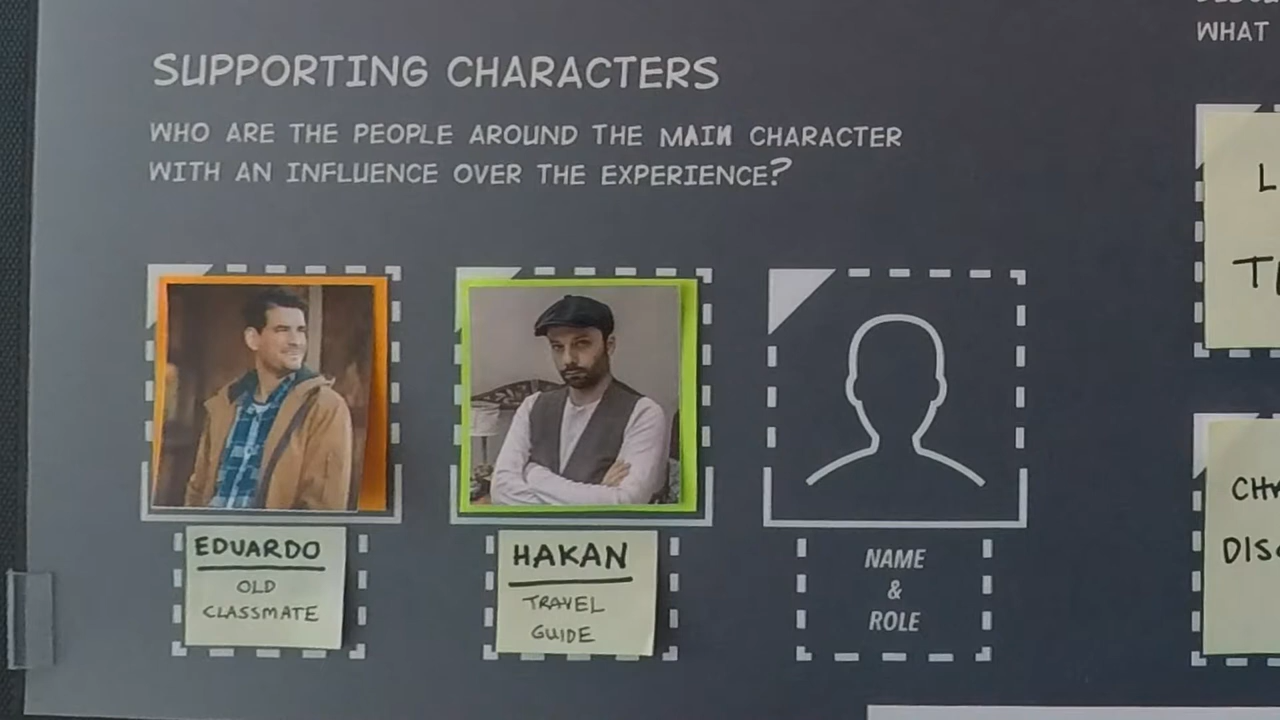 WHAT
SUPPORTING CHARACTERS
WHO ARE THE PEOPLE AROUND THE MAIN CHARACTER
WITH AN INFLUENCE OVER THE EXPERIENCE?
EDUARDO
OLD
CLASSMATE
HAKAN
TRAVEL
GUIDE
NAME
&
ROLE